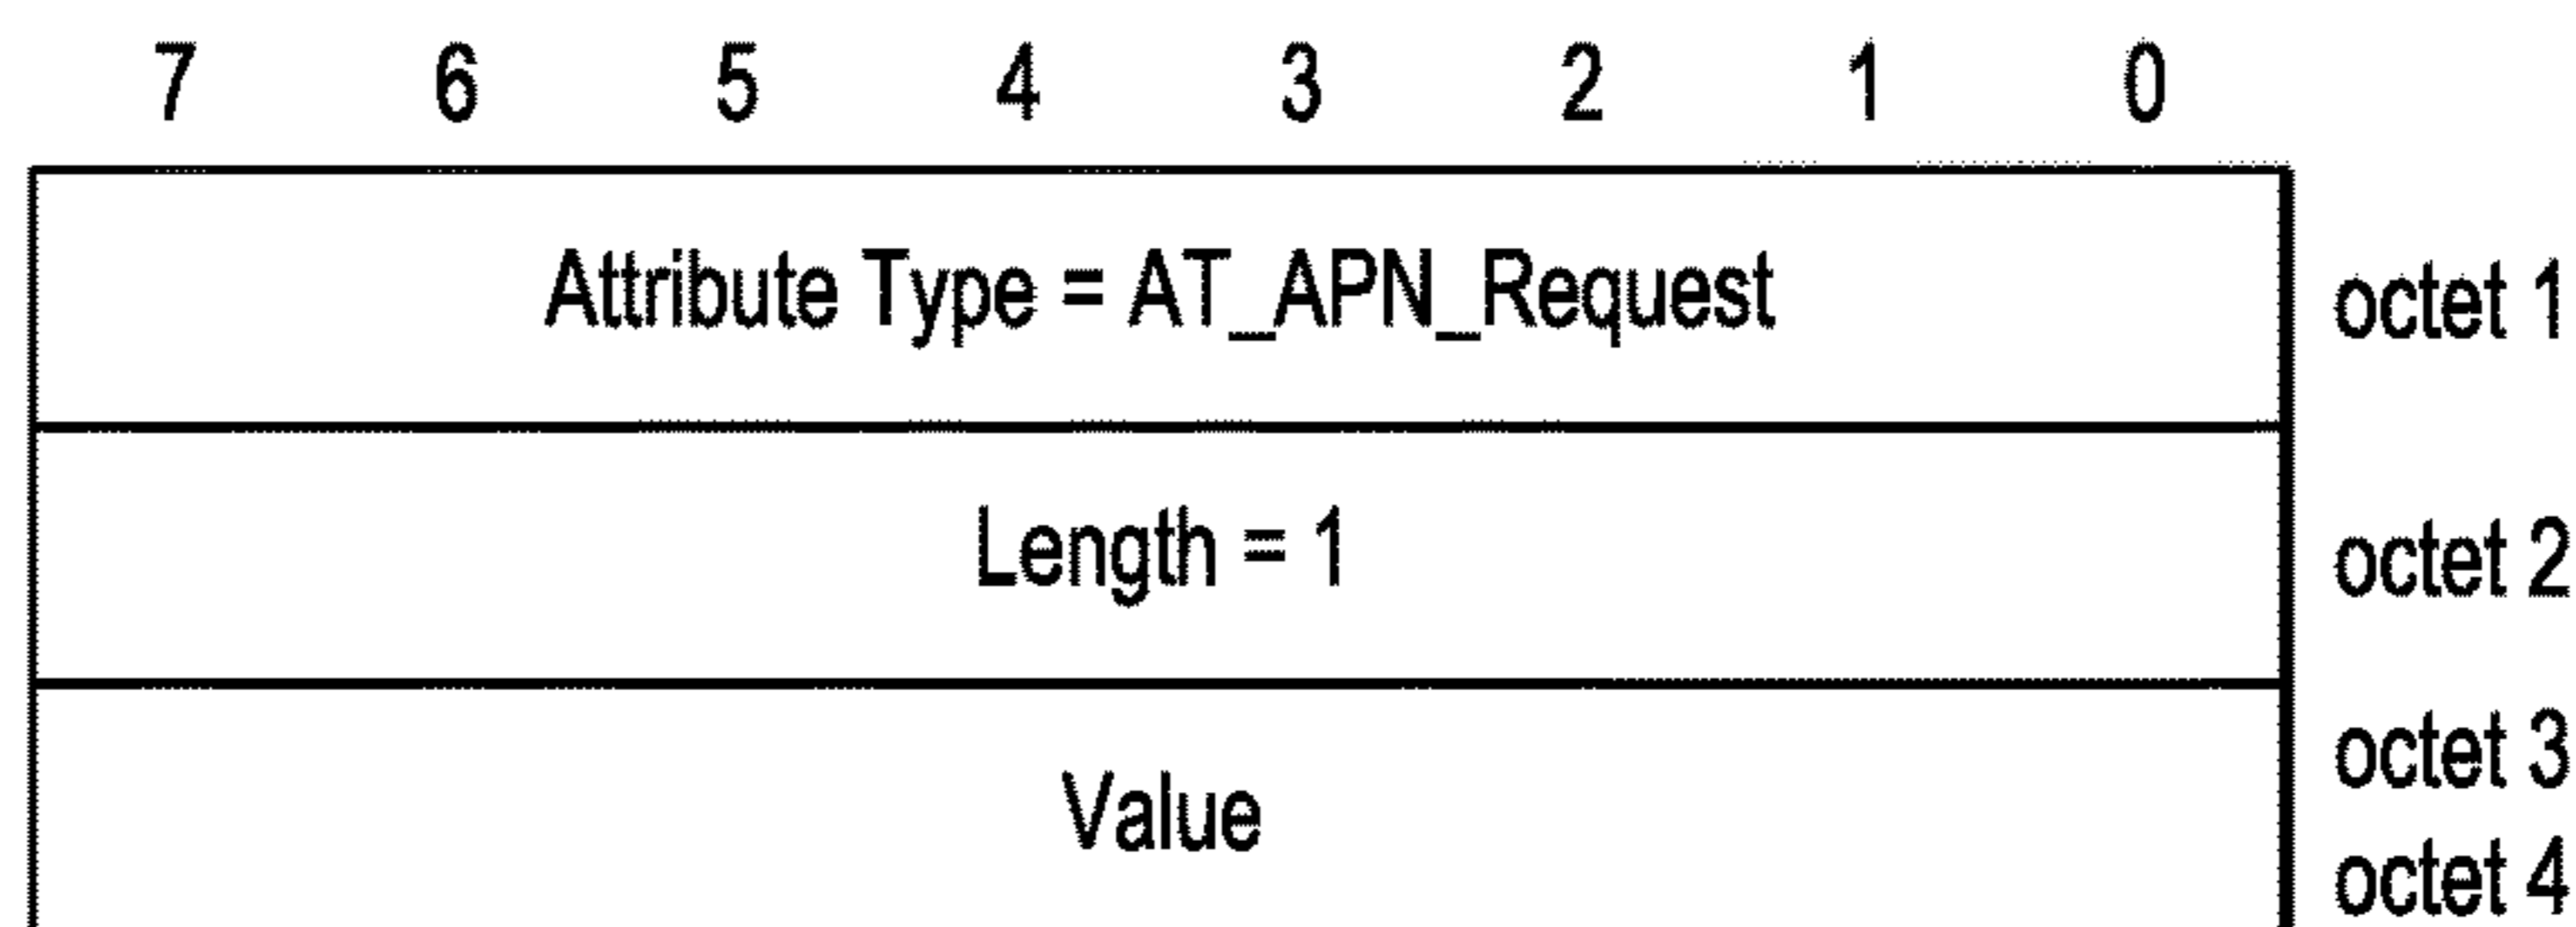 7 6 5 4 3 2 1 0
Attribute Type = AT_APN_Request octet 1
Length = 1 octet 2
octet 3
Value
octet 4